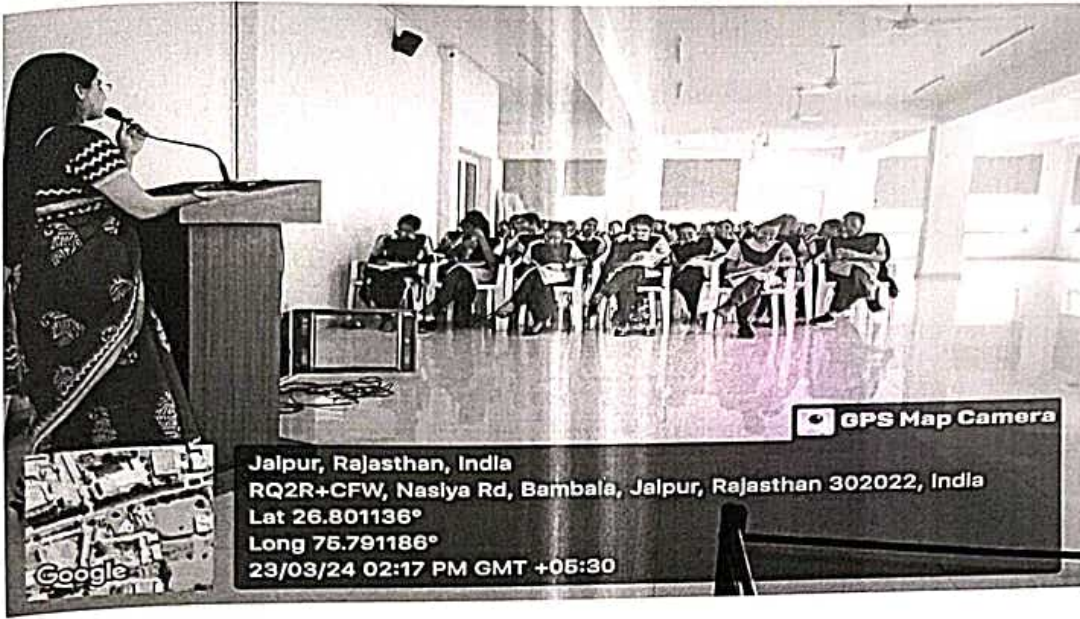 GPS Map Camera
Jaipur, Rajasthan, India
RQ2R+CFW, Nasiya Rd, Bambala, Jaipur, Rajasthan 302022, India
Lat 26.801136°
Long 75.791186°
23/03/24 02:17 PM GMT +05:30
Google